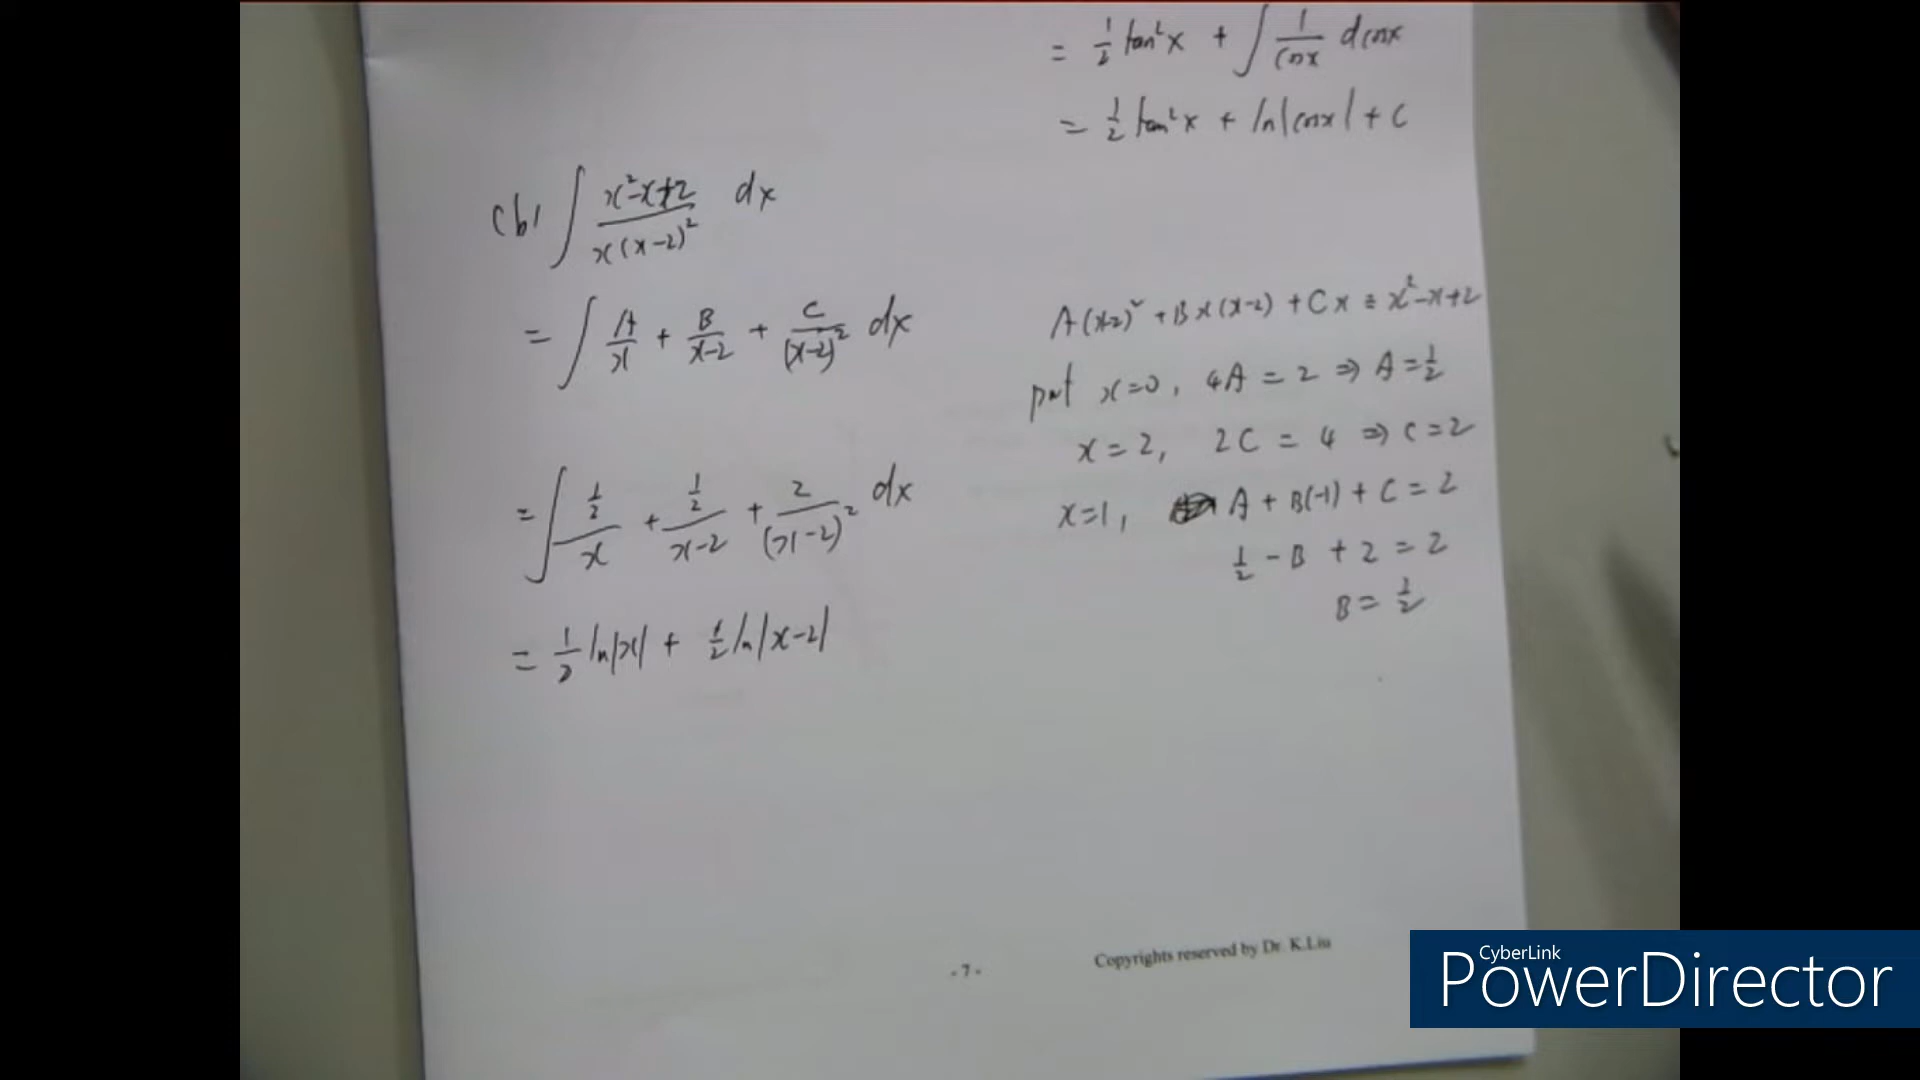 = 1/2 tan²x + ∫ 1/cosx dcosx
= 1/2 tan²x + ln|cosx| + C
(b) ∫ x²-x+2 / x(x-2)² dx
= ∫ A/x + B/x-2 + C/(x-2)² dx
= ∫ 1/2/x + 1/2/x-2 + 2/(x-2)² dx
= 1/2 ln|x| + 1/2 ln|x-2|
A(x-2)² + Bx(x-2) + Cx ≡ x²-x+2
put x=0, 4A = 2 ⇒ A = 1/2
x = 2, 2C = 4 ⇒ C = 2
x=1, A + B(-1) + C = 2
1/2 - B + 2 = 2
B = 1/2
- 7 -
Copyrights reserved by Dr. K.Liu
CyberLink
PowerDirector